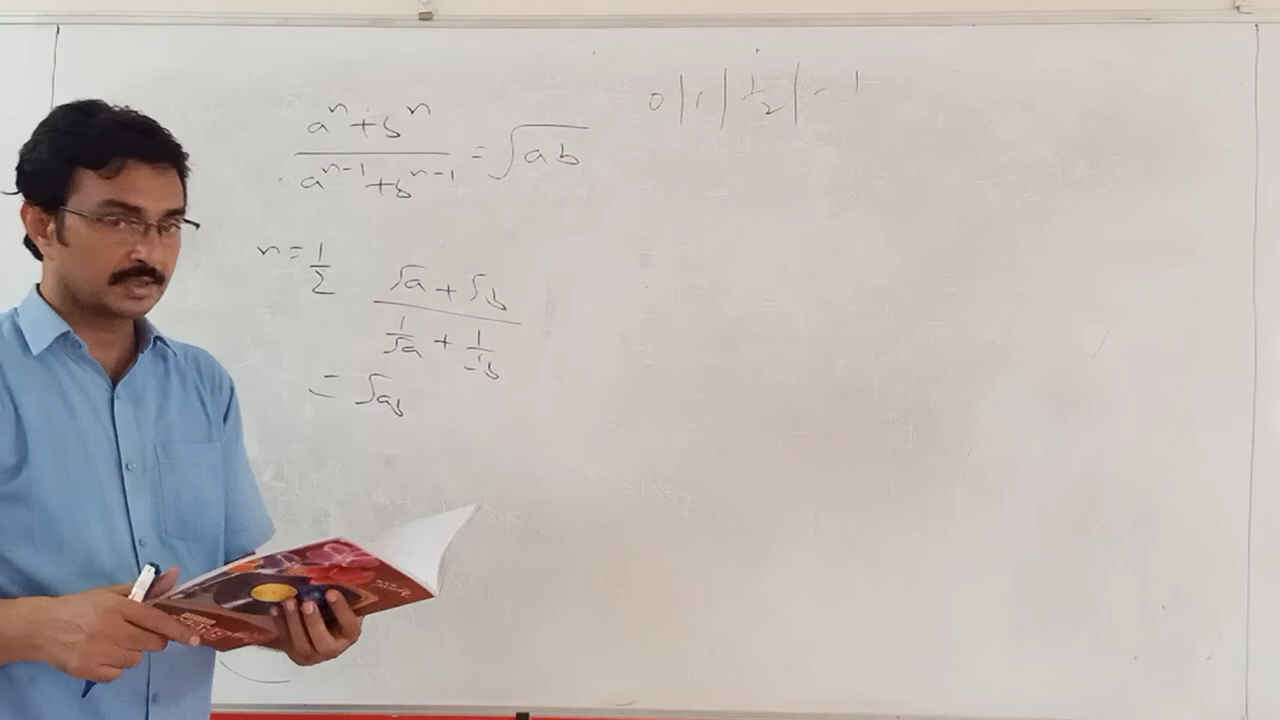 a^n + b^n
0 | 1 | 1/2 | - 1
= √ab
a^{n-1} + b^{n-1}
n = 1/2
√a + √b
1/√a + 1/√b
= √ab